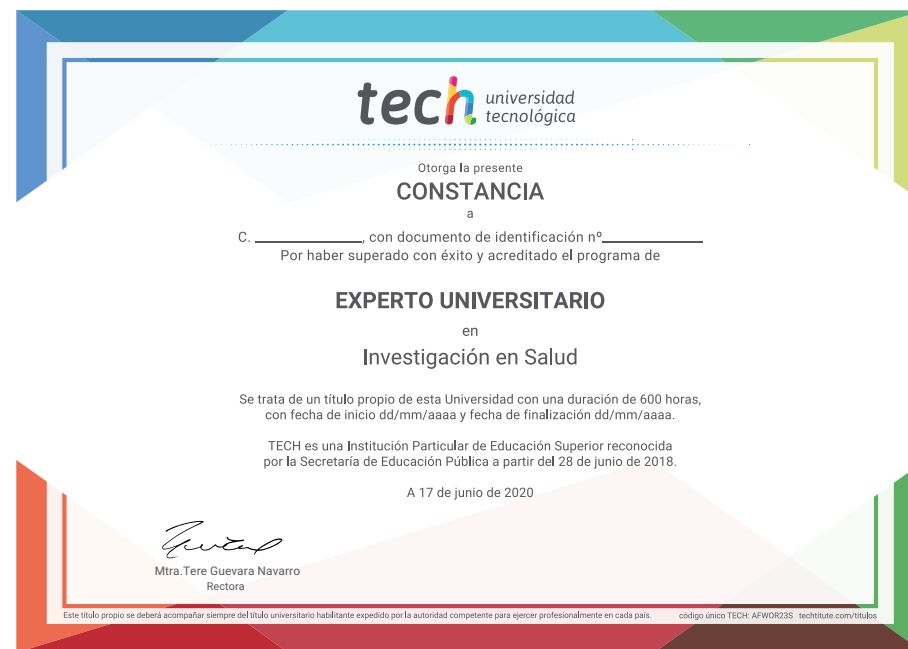 tech universidad
tecnológica
Otorga la presente
CONSTANCIA
a
C. ____________, con documento de identificación nº____________
Por haber superado con éxito y acreditado el programa de
EXPERTO UNIVERSITARIO
en
Investigación en Salud
Se trata de un título propio de esta Universidad con una duración de 600 horas,
con fecha de inicio dd/mm/aaaa y fecha de finalización dd/mm/aaaa.
TECH es una Institución Particular de Educación Superior reconocida
por la Secretaría de Educación Pública a partir del 28 de junio de 2018.
A 17 de junio de 2020
Mtra.Tere Guevara Navarro
Rectora
Este título propio se deberá acompañar siempre del título universitario habilitante expedido por la autoridad competente para ejercer profesionalmente en cada país. código único TECH: AFWOR23S techtitute.com/titulos